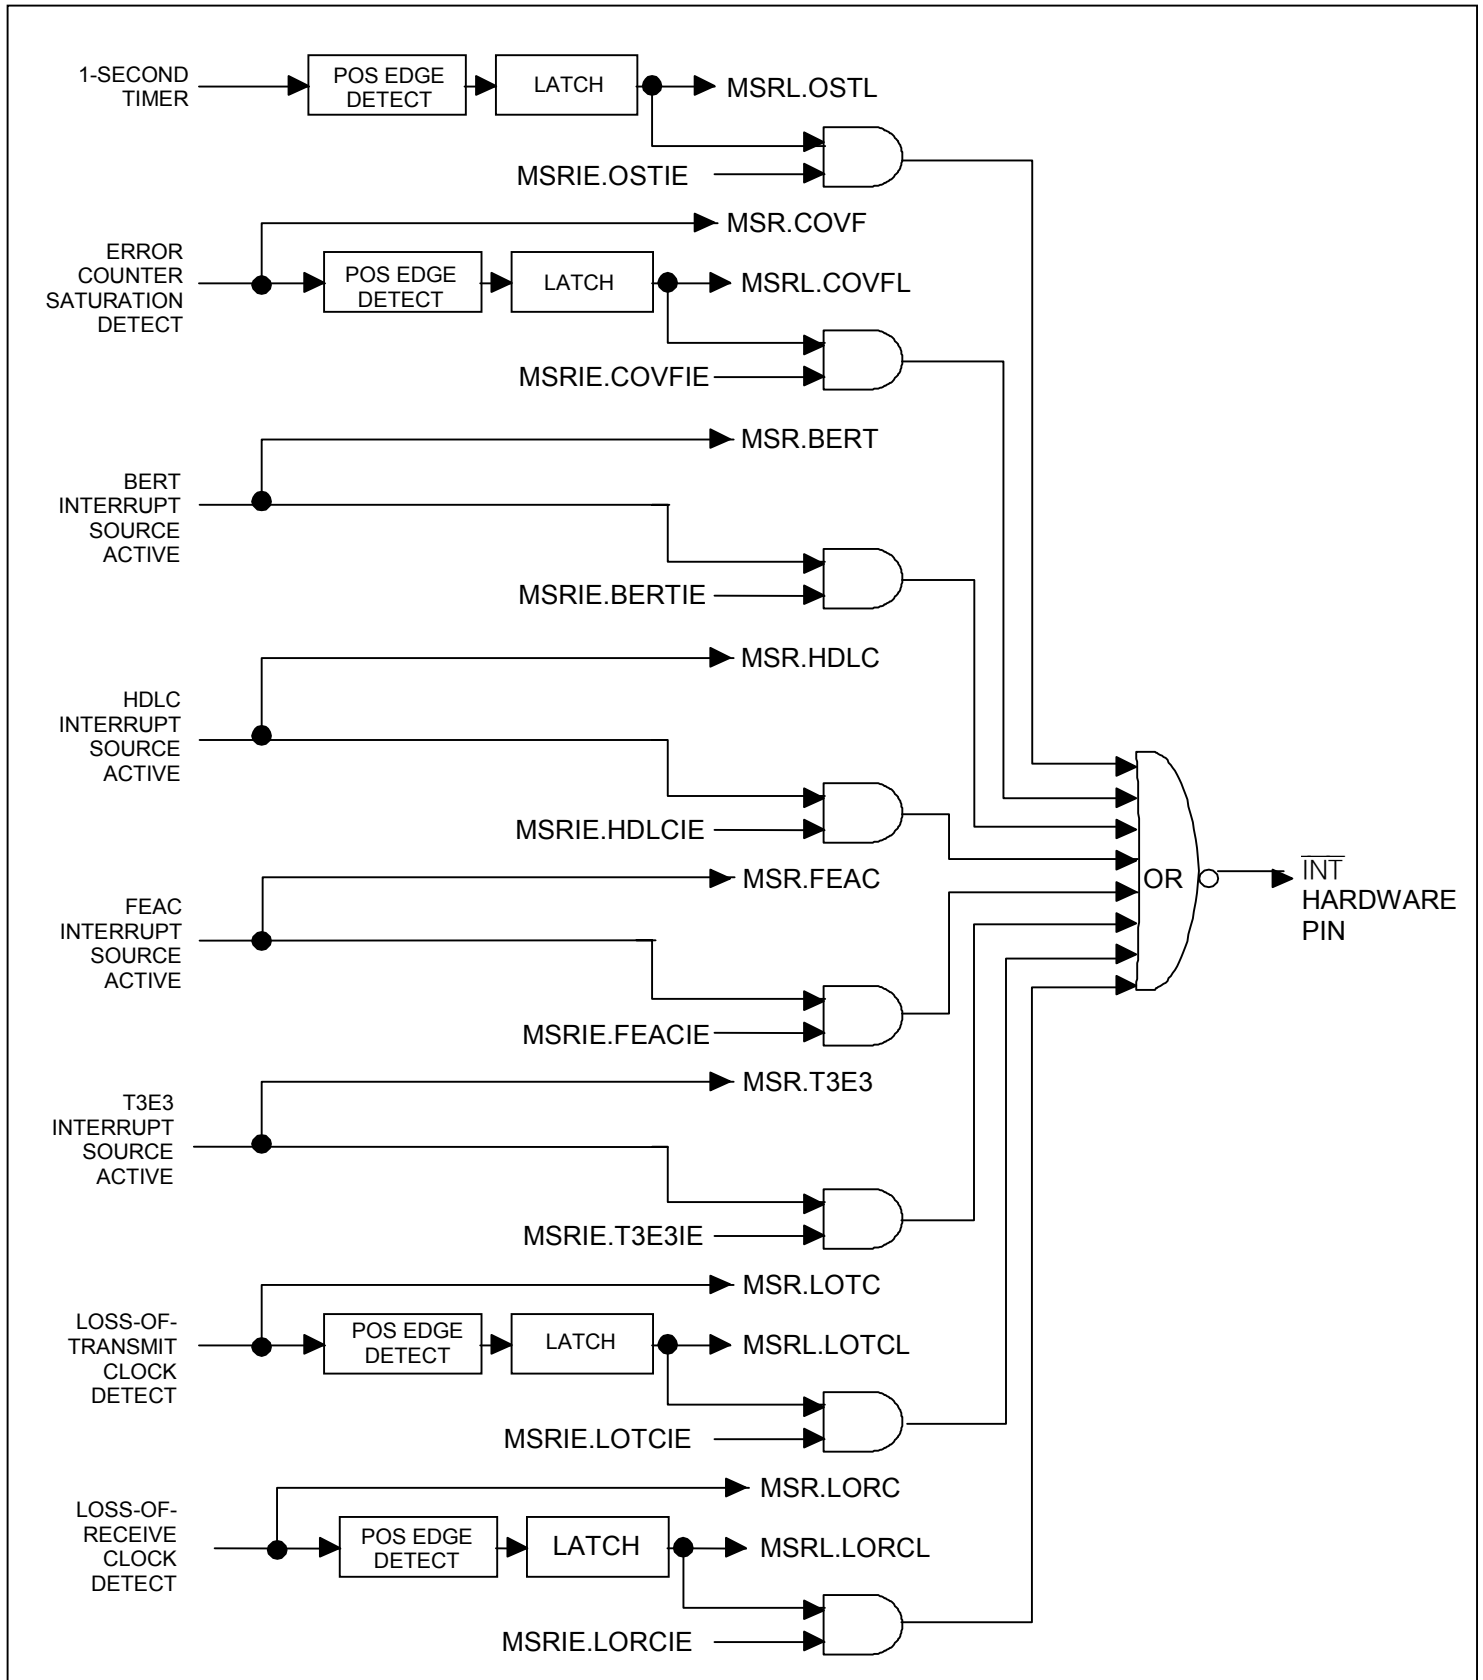 1-SECOND
TIMER
POS EDGE
DETECT
LATCH
MSRL.OSTL
MSRIE.OSTIE
MSR.COVF
ERROR
COUNTER
SATURATION
DETECT
POS EDGE
DETECT
LATCH
MSRL.COVFL
MSRIE.COVFIE
MSR.BERT
BERT
INTERRUPT
SOURCE
ACTIVE
MSRIE.BERTIE
MSR.HDLC
HDLC
INTERRUPT
SOURCE
ACTIVE
MSRIE.HDLCIE
MSR.FEAC
FEAC
INTERRUPT
SOURCE
ACTIVE
MSRIE.FEACIE
OR
INT
HARDWARE
PIN
MSR.T3E3
T3E3
INTERRUPT
SOURCE
ACTIVE
MSRIE.T3E3IE
MSR.LOTC
LOSS-OF-
TRANSMIT
CLOCK
DETECT
POS EDGE
DETECT
LATCH
MSRL.LOTCL
MSRIE.LOTCIE
MSR.LORC
LOSS-OF-
RECEIVE
CLOCK
DETECT
POS EDGE
DETECT
LATCH
MSRL.LORCL
MSRIE.LORCIE